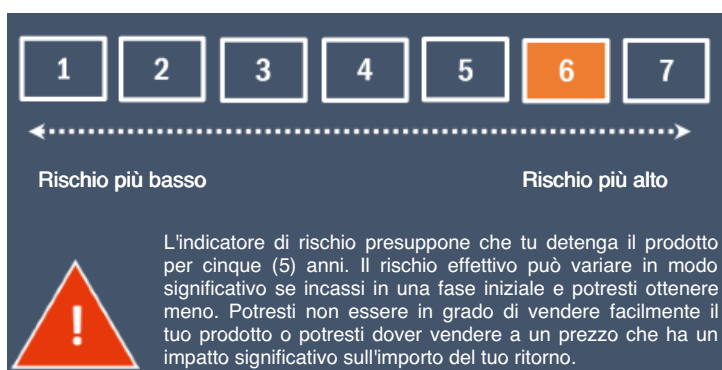 1 2 3 4 5 6 7
Rischio più basso Rischio più alto
L'indicatore di rischio presuppone che tu detenga il prodotto
per cinque (5) anni. Il rischio effettivo può variare in modo
significativo se incassi in una fase iniziale e potresti ottenere
meno. Potresti non essere in grado di vendere facilmente il
tuo prodotto o potresti dover vendere a un prezzo che ha un
impatto significativo sull'importo del tuo ritorno.
!